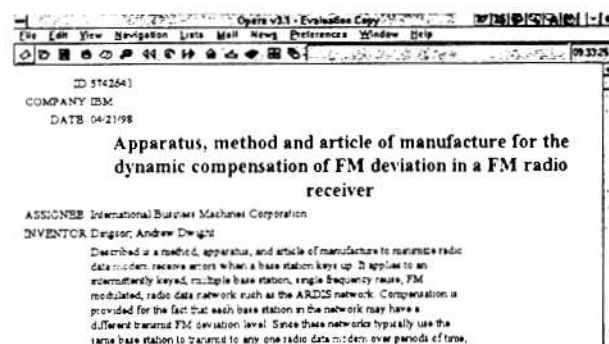 Opera v3.1 - Evaluation Copy
File Edit View Navigation Lists Mail News Preferences Window Help
09:33:29
ID 5742641
COMPANY IBM
DATE 04/21/98
Apparatus, method and article of manufacture for the
dynamic compensation of FM deviation in a FM radio
receiver
ASSIGNEE International Business Machines Corporation
INVENTOR Dingsor; Andrew Dwight
Described is a method, apparatus, and article of manufacture to minimize radio
data modem receive errors when a base station keys up. It applies to an
intermittently keyed, multiple base station, single frequency reuse, FM
modulated, radio data network such as the ARDIS network. Compensation is
provided for the fact that each base station in the network may have a
different transmit FM deviation level. Since these networks typically use the
same base station to transmit to any one radio data modem over periods of time,